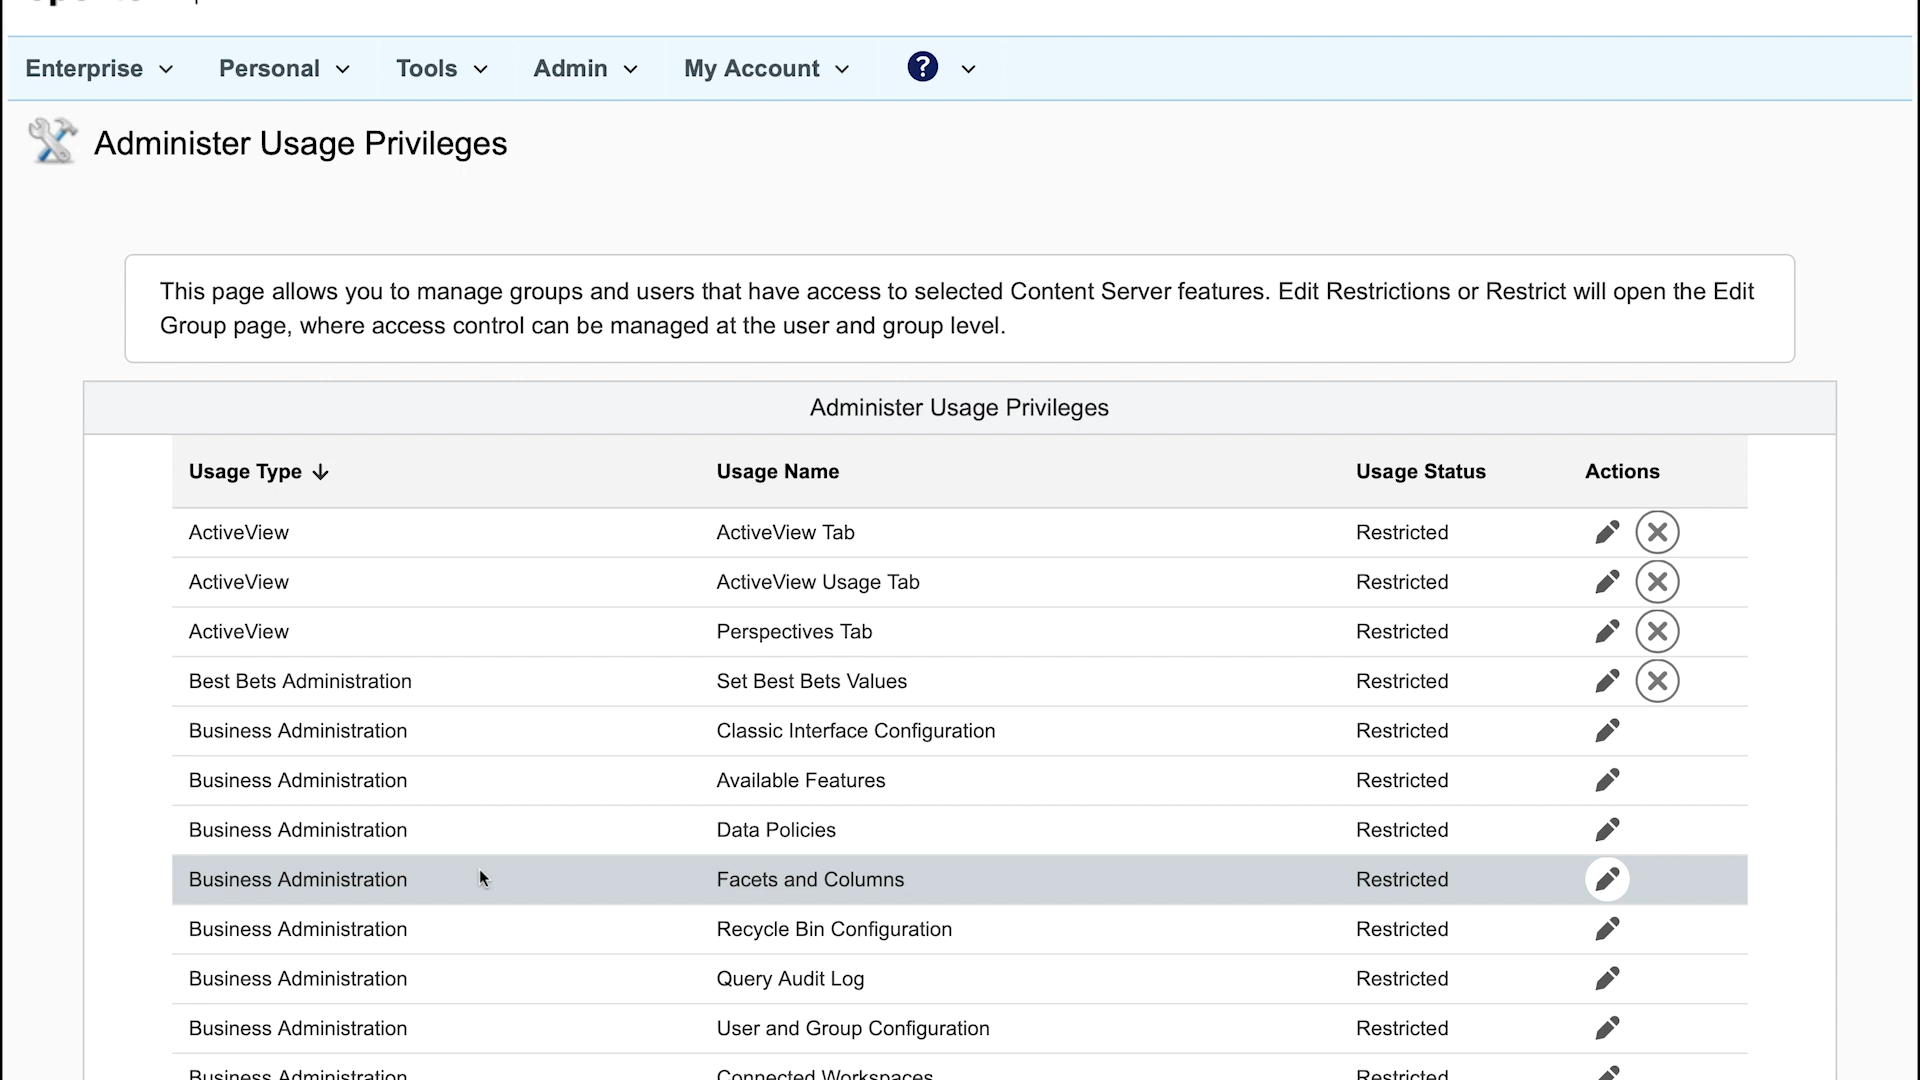 Enterprise Personal Tools Admin My Account ?
Administer Usage Privileges
This page allows you to manage groups and users that have access to selected Content Server features. Edit Restrictions or Restrict will open the Edit
Group page, where access control can be managed at the user and group level.
Administer Usage Privileges
Usage Type Usage Name Usage Status Actions
ActiveView ActiveView Tab Restricted
ActiveView ActiveView Usage Tab Restricted
ActiveView Perspectives Tab Restricted
Best Bets Administration Set Best Bets Values Restricted
Business Administration Classic Interface Configuration Restricted
Business Administration Available Features Restricted
Business Administration Data Policies Restricted
Business Administration Facets and Columns Restricted
Business Administration Recycle Bin Configuration Restricted
Business Administration Query Audit Log Restricted
Business Administration User and Group Configuration Restricted
Business Administration Connected Workspaces Restricted